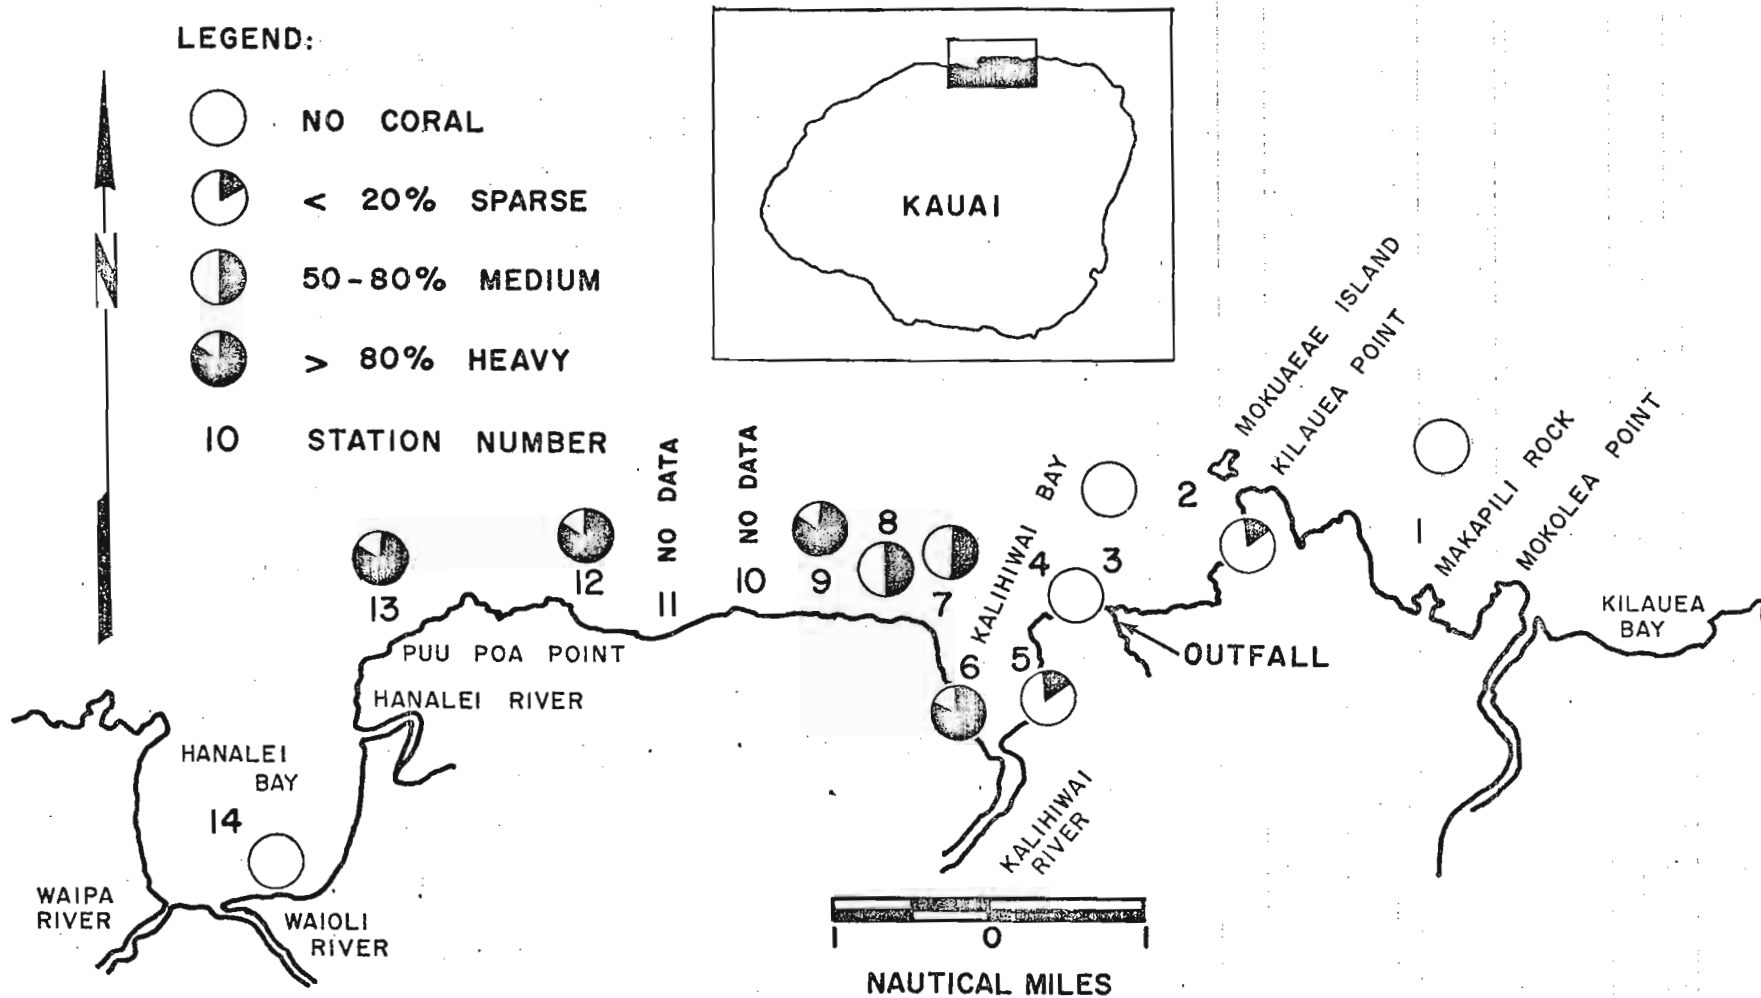 LEGEND:
NO CORAL
< 20% SPARSE
50-80% MEDIUM
> 80% HEAVY
10 STATION NUMBER
N
KAUAI
MOKUAEAE ISLAND
KILAUEA POINT
MAKAPILI ROCK
MOKOLEA POINT
KILAUEA
BAY
1
2
3
4
5
6
7
8
9
10 NO DATA
11 NO DATA
12
13
14
KALIHIWAI BAY
OUTFALL
PUU POA POINT
HANALEI RIVER
HANALEI
BAY
WAIPA
RIVER
WAIOLI
RIVER
KALIHIWAI
RIVER
1 0 1
NAUTICAL MILES